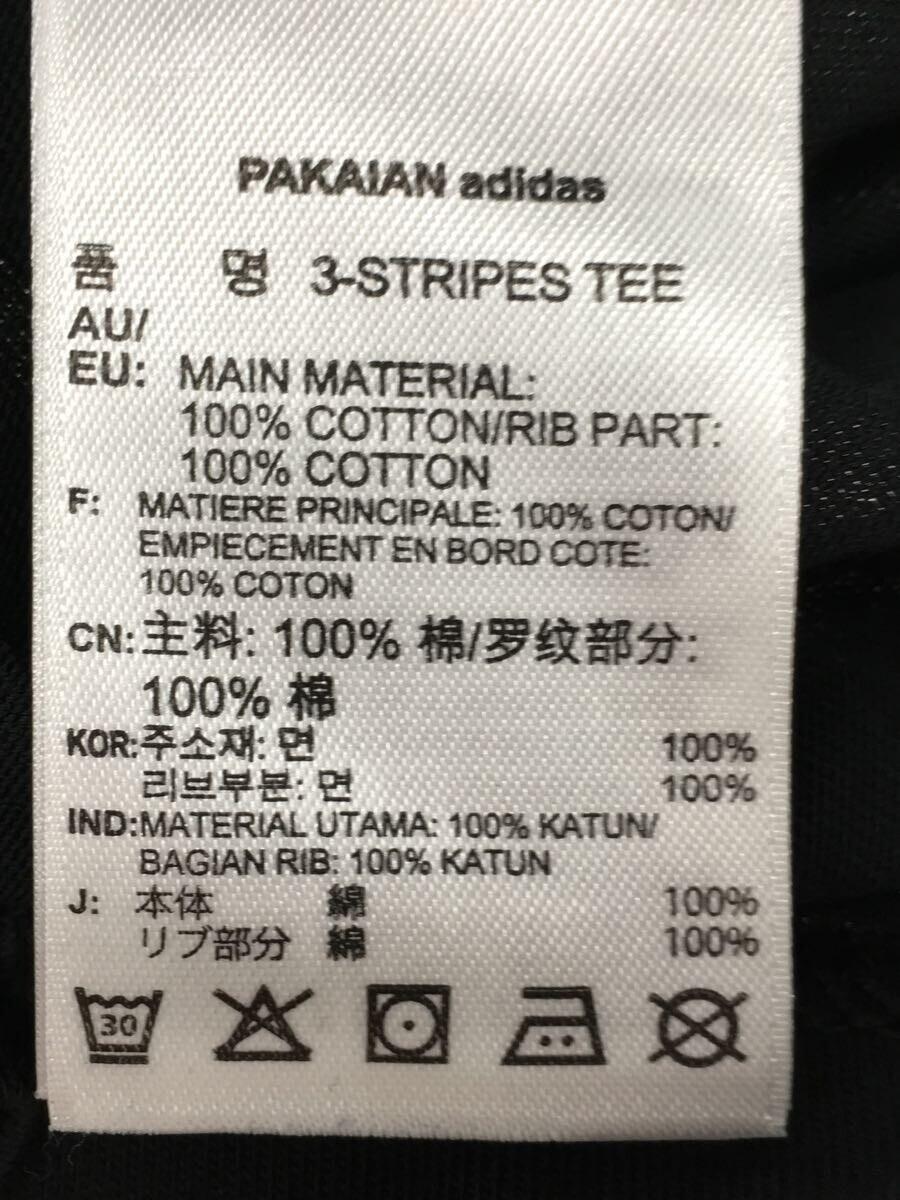 PAKAIAN adidas
품 명 3-STRIPES TEE
AU/
EU: MAIN MATERIAL:
100% COTTON/RIB PART:
100% COTTON
F: MATIERE PRINCIPALE: 100% COTON/
EMPIECEMENT EN BORD COTE:
100% COTON
CN:主料: 100% 棉/罗纹部分:
100% 棉
KOR:주소재: 면 100%
리브부분: 면 100%
IND:MATERIAL UTAMA: 100% KATUN/
BAGIAN RIB: 100% KATUN
J: 本体 綿 100%
リブ部分 綿 100%
30